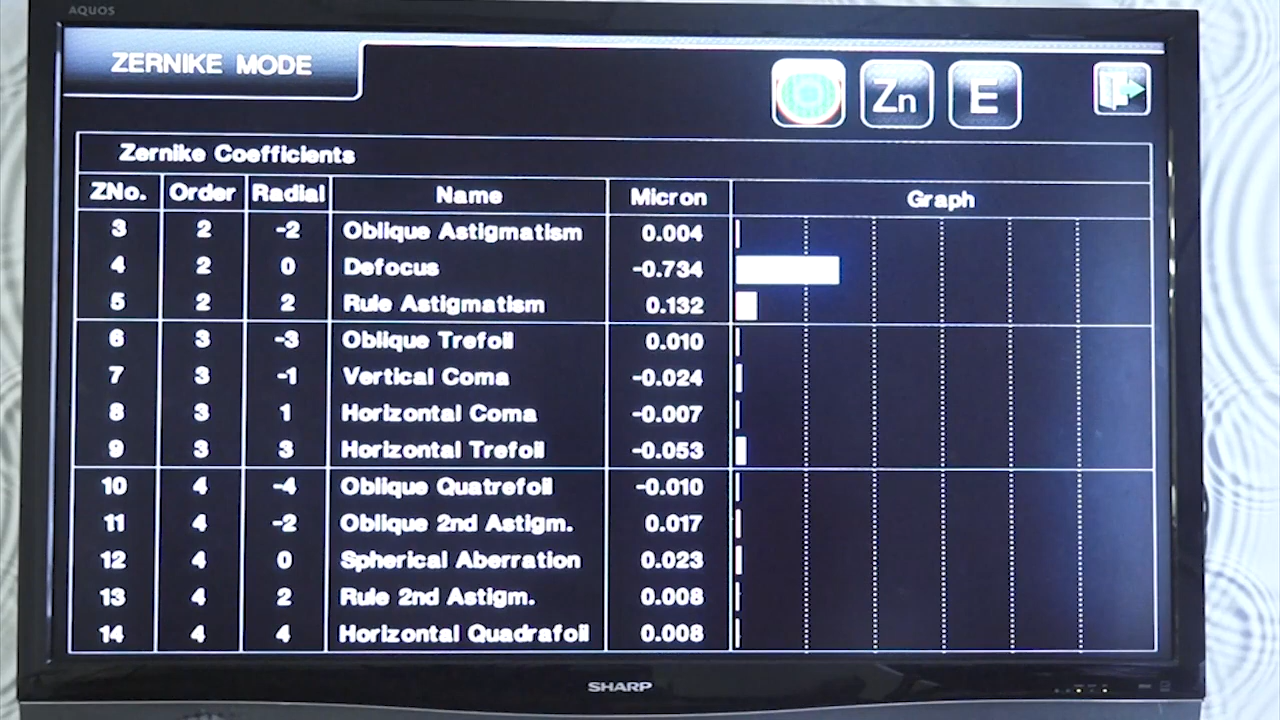 AQUOS
ZERNIKE MODE
Zn E
Zernike Coefficients
ZNo. Order Radial Name Micron Graph
3 2 -2 Oblique Astigmatism 0.004
4 2 0 Defocus -0.734
5 2 2 Rule Astigmatism 0.132
6 3 -3 Oblique Trefoil 0.010
7 3 -1 Vertical Coma -0.024
8 3 1 Horizontal Coma -0.007
9 3 3 Horizontal Trefoil -0.053
10 4 -4 Oblique Quatrefoil -0.010
11 4 -2 Oblique 2nd Astigm. 0.017
12 4 0 Spherical Aberration 0.023
13 4 2 Rule 2nd Astigm. 0.008
14 4 4 Horizontal Quadrafoil 0.008
SHARP